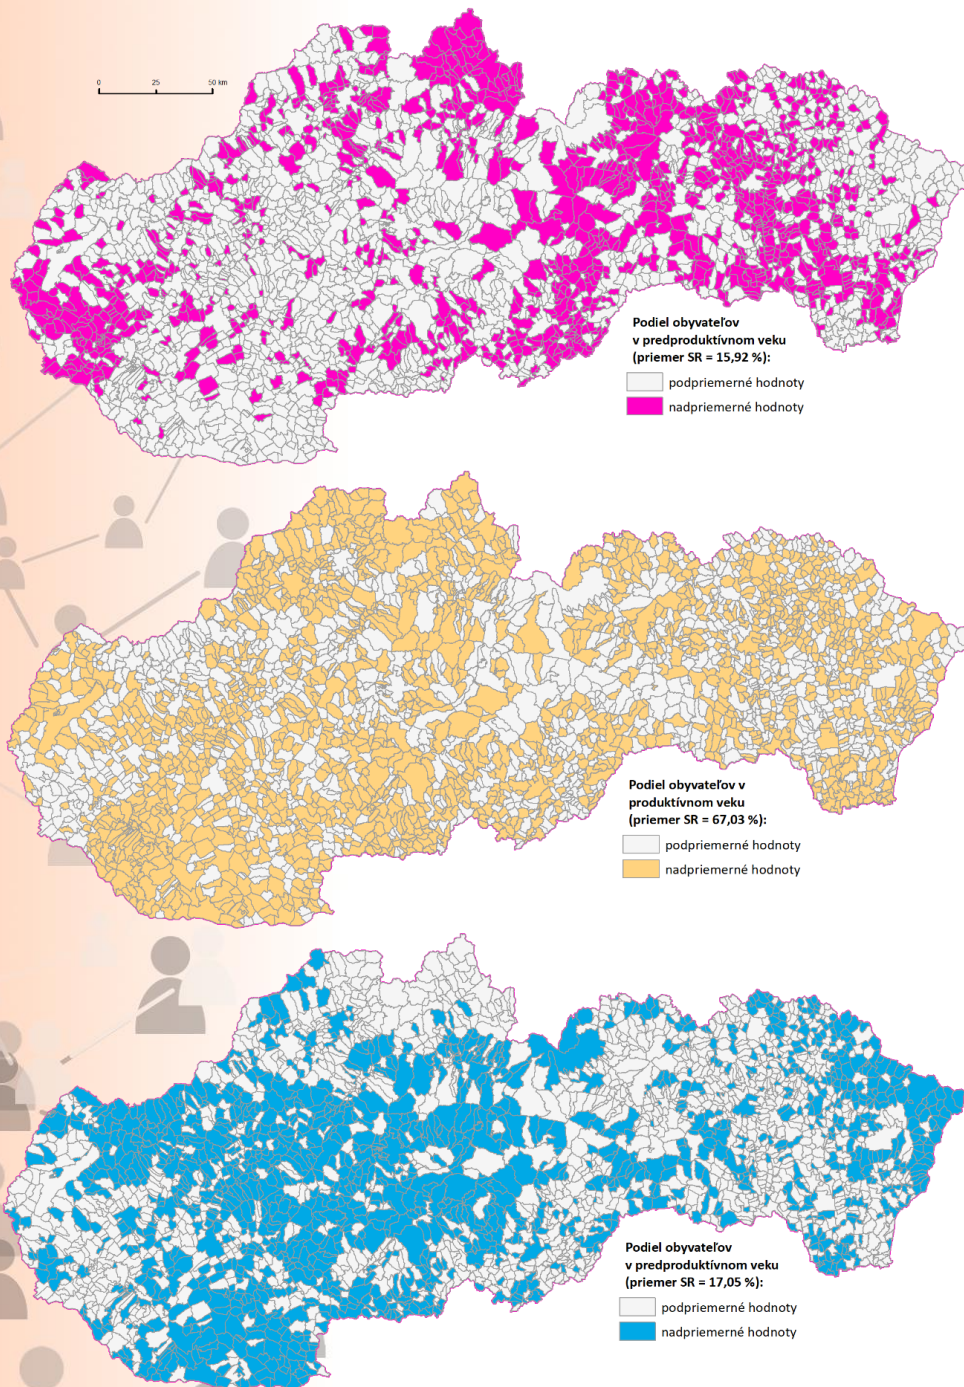 0 25 50 km
Podiel obyvateľov
v predproduktívnom veku
(priemer SR = 15,92 %):
podpriemerné hodnoty
nadpriemerné hodnoty
Podiel obyvateľov v
produktívnom veku
(priemer SR = 67,03 %):
podpriemerné hodnoty
nadpriemerné hodnoty
Podiel obyvateľov
v predproduktívnom veku
(priemer SR = 17,05 %):
podpriemerné hodnoty
nadpriemerné hodnoty